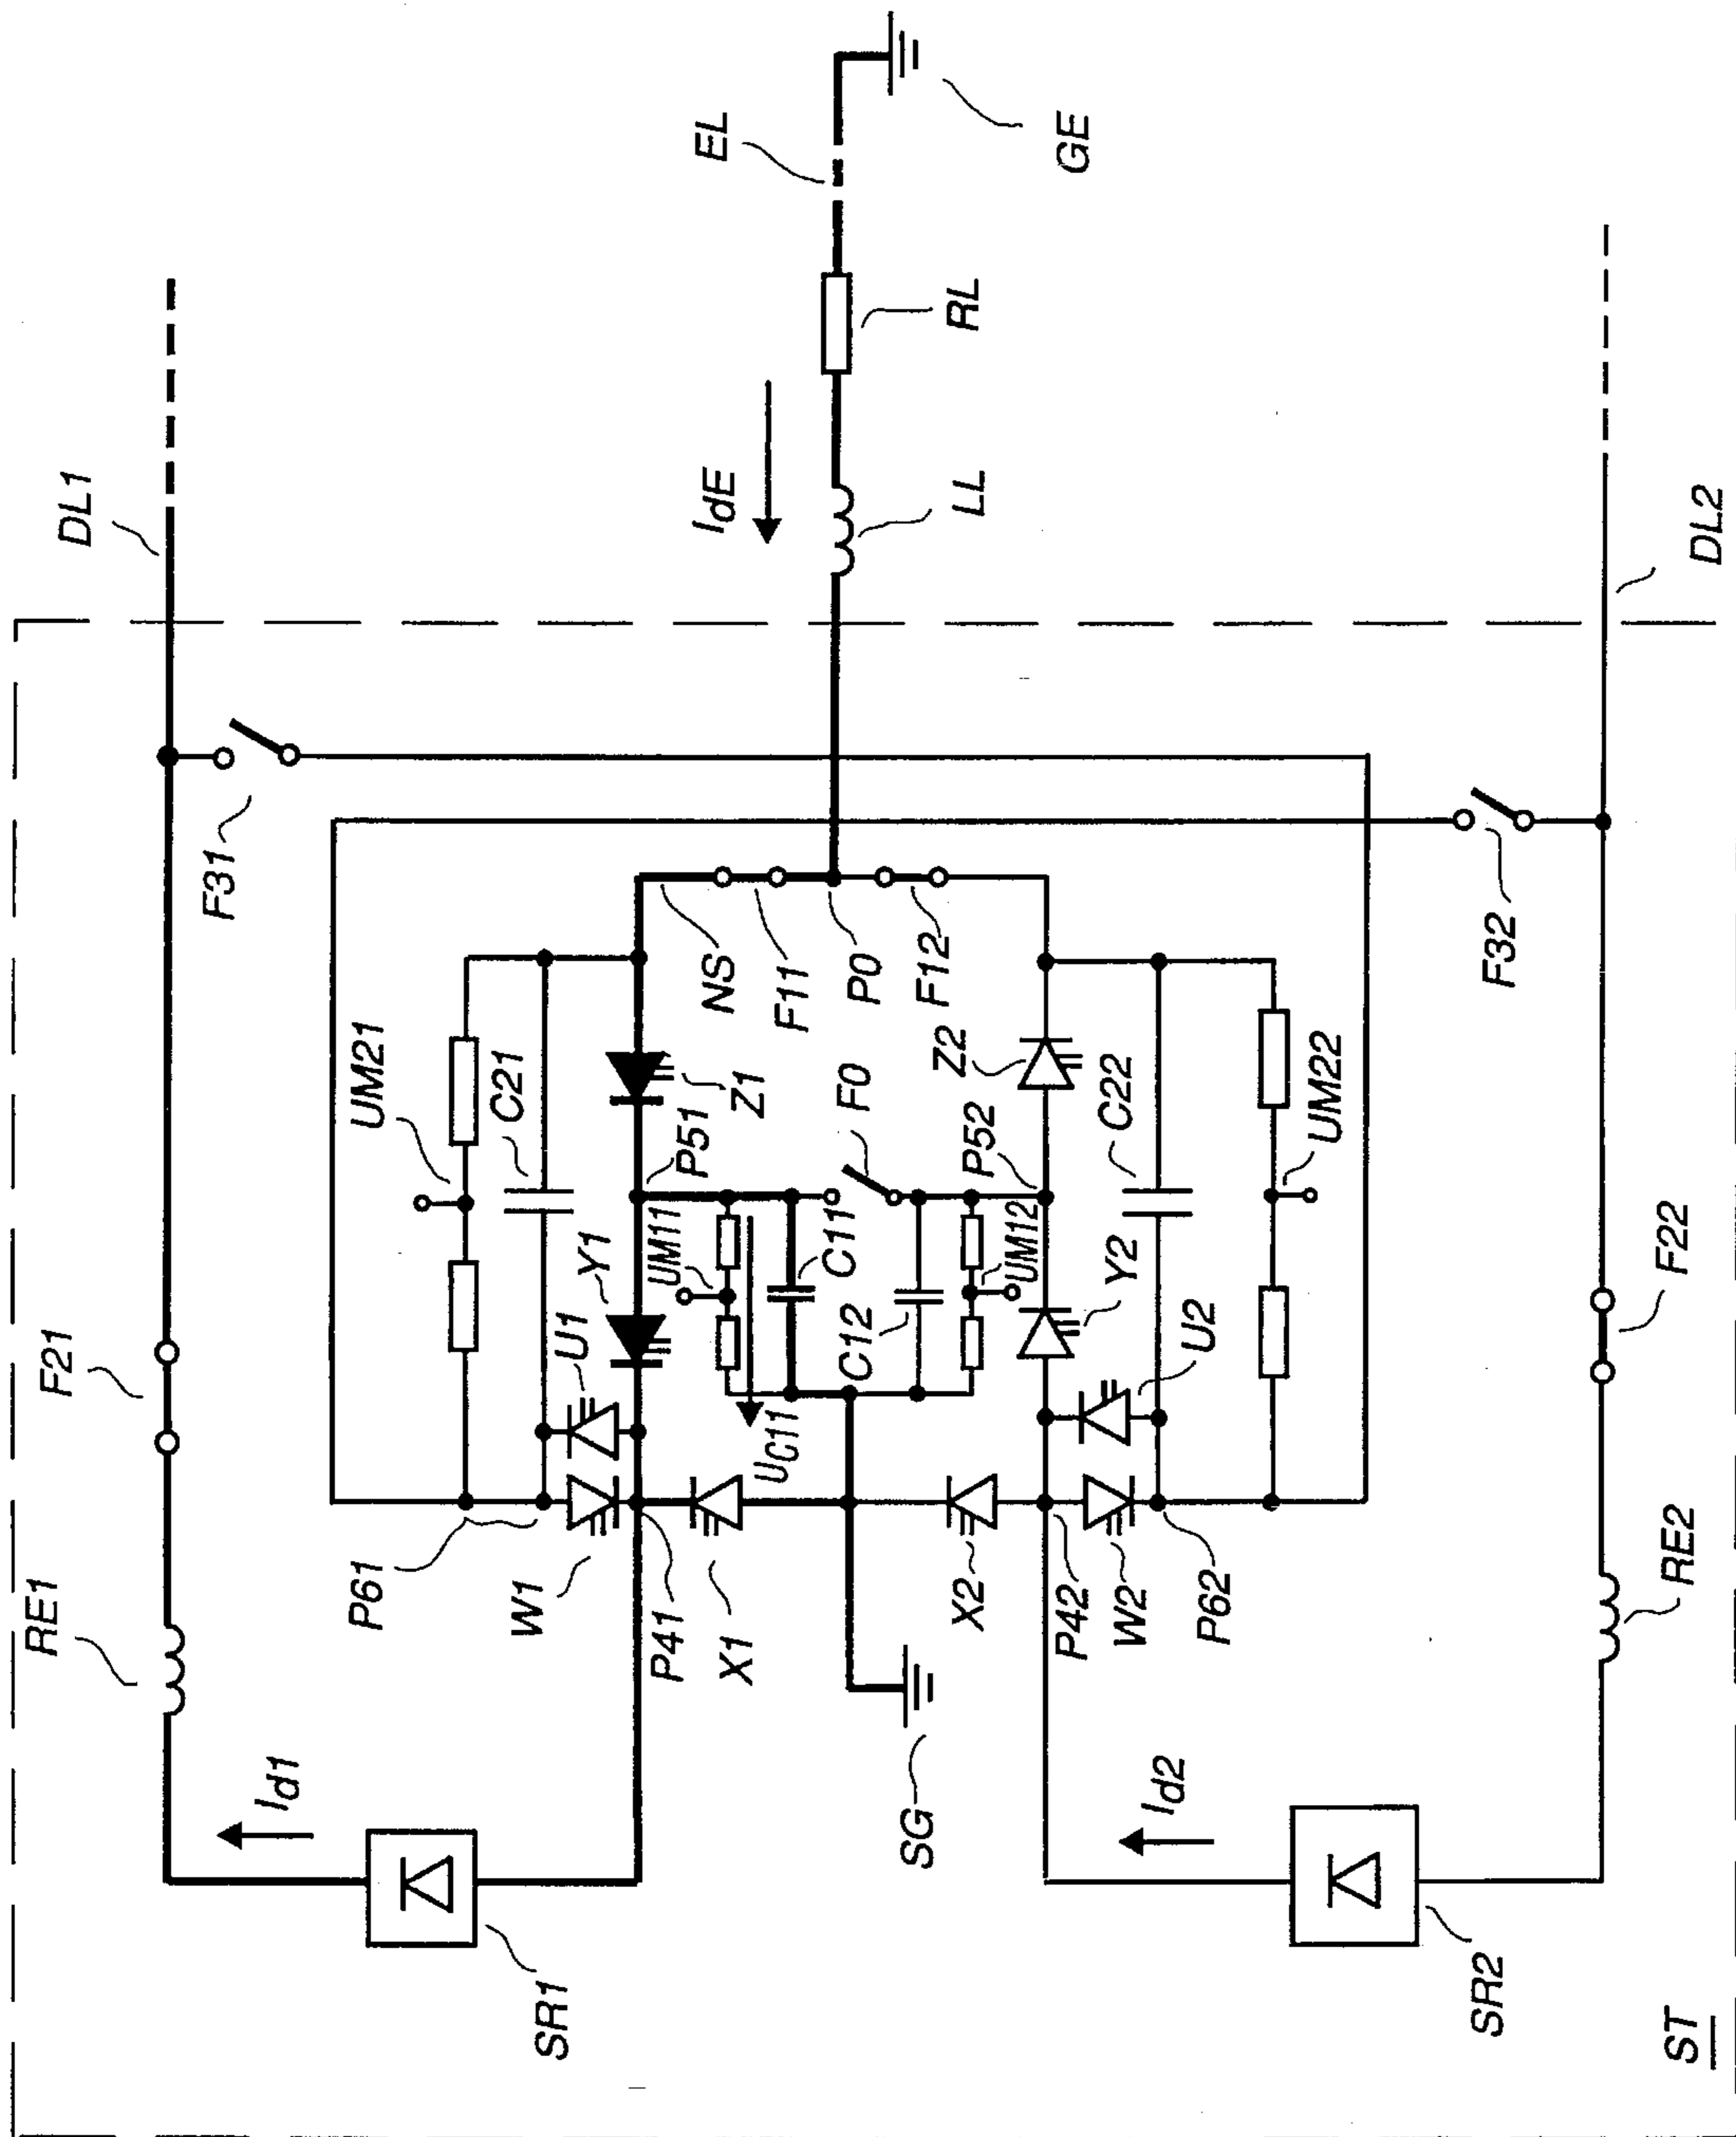 RE1
F21
DL1
F31
P61
UM21
C21
W1
U1
Y1
Z1
NS
F11
P0
F12
P41
X1
UM11
P51
UC11
C11
F0
C12
UM12
P52
SR1
Id1
SG
IdE
LL
RL
EL
GE
X2
P42
W2
P62
U2
Y2
Z2
C22
UM22
F32
SR2
Id2
RE2
F22
DL2
ST